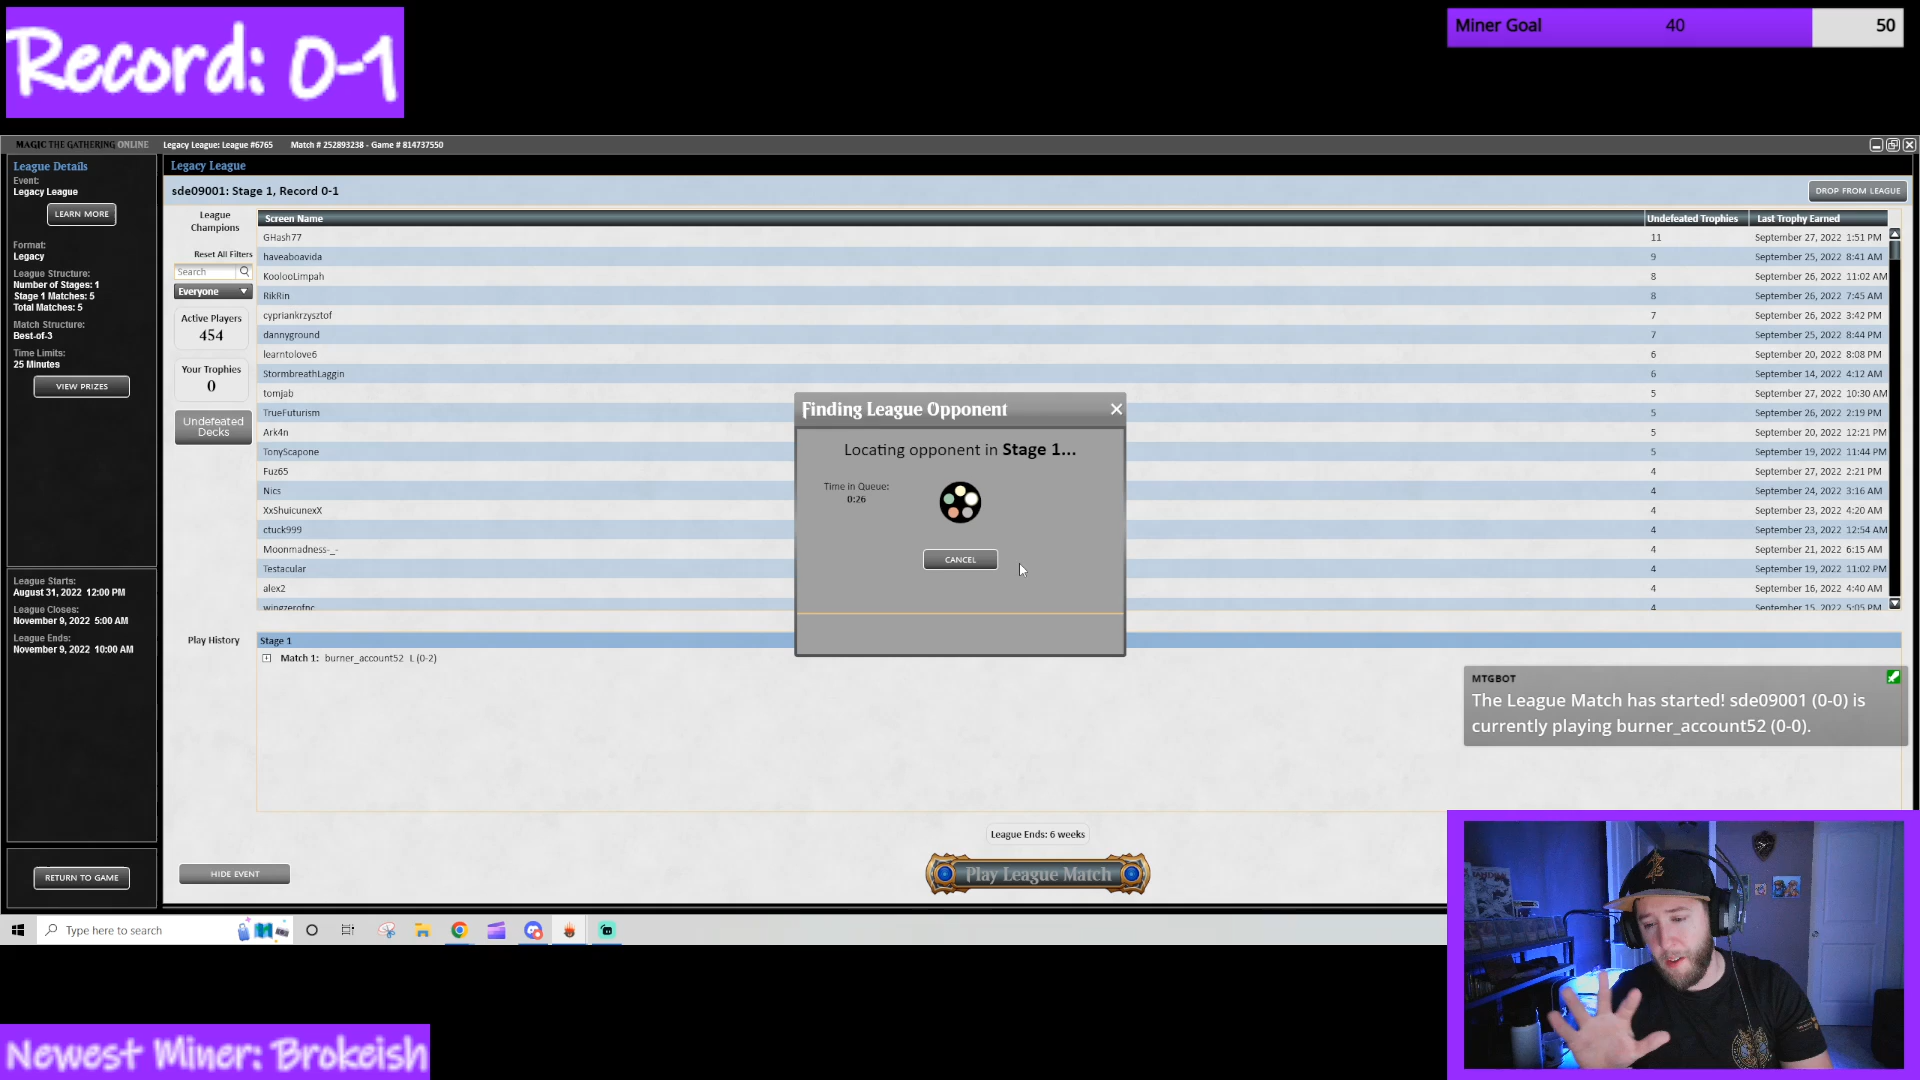 Record: 0-1
Miner Goal 40 50
MAGIC THE GATHERING ONLINE Legacy League: League #6765 Match # 252893238 - Game # 814737550
League Details
Event:
Legacy League
LEARN MORE
Format:
Legacy
League Structure:
Number of Stages: 1
Stage 1 Matches: 5
Total Matches: 5
Match Structure:
Best-of-3
Time Limits:
25 Minutes
VIEW PRIZES
League Starts:
August 31, 2022 12:00 PM
League Closes:
November 9, 2022 5:00 AM
League Ends:
November 9, 2022 10:00 AM
RETURN TO GAME
Legacy League
sde09001: Stage 1, Record 0-1
DROP FROM LEAGUE
League
Champions
Reset All Filters
Search
Everyone
Active Players
454
Your Trophies
0
Undefeated
Decks
Screen Name Undefeated Trophies Last Trophy Earned
GHash77 11 September 27, 2022 1:51 PM
haveaboavida 9 September 25, 2022 8:41 AM
KoolooLimpah 8 September 26, 2022 11:02 AM
RikRin 8 September 26, 2022 7:45 AM
cypriankrzysztof 7 September 26, 2022 3:42 PM
dannyground 7 September 25, 2022 8:44 PM
learntolove6 6 September 20, 2022 8:08 PM
StormbreathLaggin 6 September 14, 2022 4:12 AM
tomjab 5 September 27, 2022 10:30 AM
TrueFuturism 5 September 26, 2022 2:19 PM
Ark4n 5 September 20, 2022 12:21 PM
TonyScapone 5 September 19, 2022 11:44 PM
Fuz65 4 September 27, 2022 2:21 PM
Nics 4 September 24, 2022 3:16 AM
XxShuicunexX 4 September 23, 2022 4:20 AM
ctuck999 4 September 23, 2022 12:54 AM
Moonmadness-_- 4 September 21, 2022 6:15 AM
Testacular 4 September 19, 2022 11:02 PM
alex2 4 September 16, 2022 4:40 AM
wingzerofnc 4 September 15, 2022 5:05 PM
Finding League Opponent
Locating opponent in Stage 1...
Time in Queue:
0:26
CANCEL
Play History
Stage 1
Match 1: burner_account52 L (0-2)
MTGBOT
The League Match has started! sde09001 (0-0) is
currently playing burner_account52 (0-0).
League Ends: 6 weeks
Play League Match
HIDE EVENT
Type here to search
Newest Miner: Brokeish